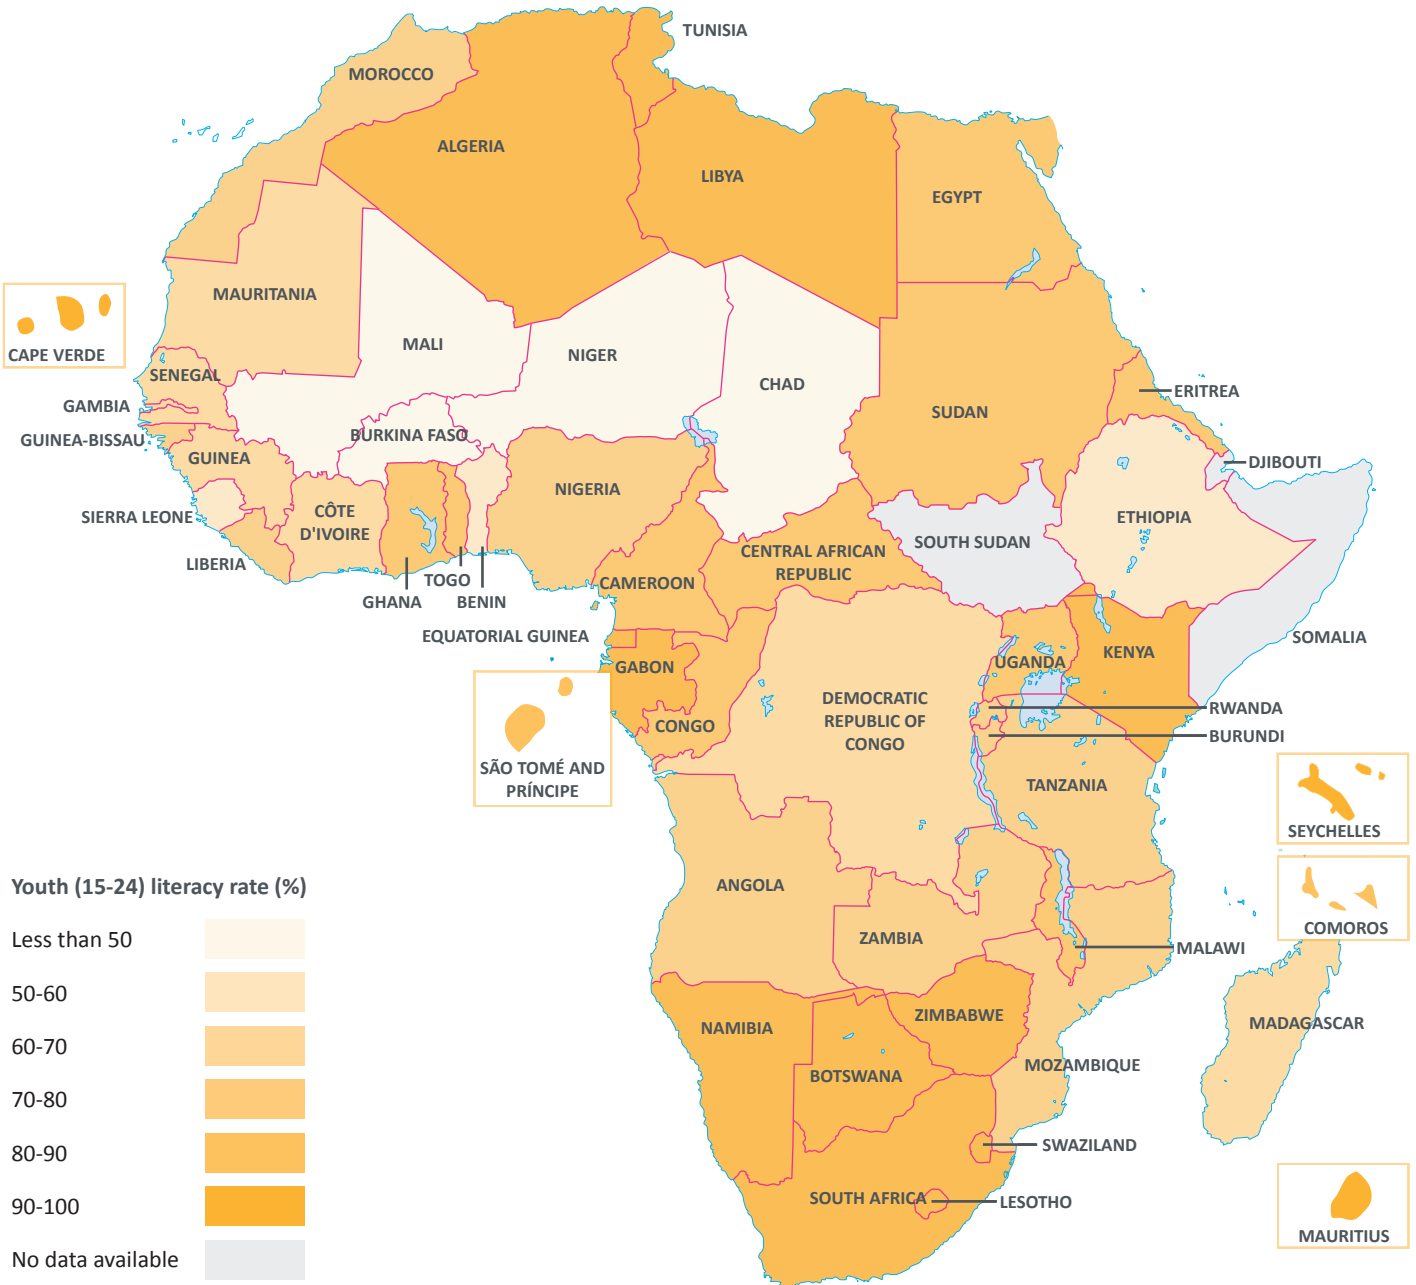 TUNISIA
MOROCCO
ALGERIA
LIBYA
EGYPT
MAURITANIA
CAPE VERDE
MALI
NIGER
CHAD
SENEGAL
GAMBIA
GUINEA-BISSAU
GUINEA
BURKINA FASO
SUDAN
ERITREA
DJIBOUTI
SIERRA LEONE
CÔTE
D'IVOIRE
NIGERIA
ETHIOPIA
SOUTH SUDAN
LIBERIA
GHANA
TOGO
BENIN
CAMEROON
CENTRAL AFRICAN
REPUBLIC
EQUATORIAL GUINEA
SOMALIA
GABON
UGANDA
KENYA
CONGO
DEMOCRATIC
REPUBLIC OF
CONGO
RWANDA
BURUNDI
SÃO TOMÉ AND
PRÍNCIPE
TANZANIA
SEYCHELLES
ANGOLA
ZAMBIA
COMOROS
MALAWI
NAMIBIA
ZIMBABWE
MADAGASCAR
BOTSWANA
MOZAMBIQUE
SWAZILAND
SOUTH AFRICA
LESOTHO
MAURITIUS
Youth (15-24) literacy rate (%)
Less than 50
50-60
60-70
70-80
80-90
90-100
No data available